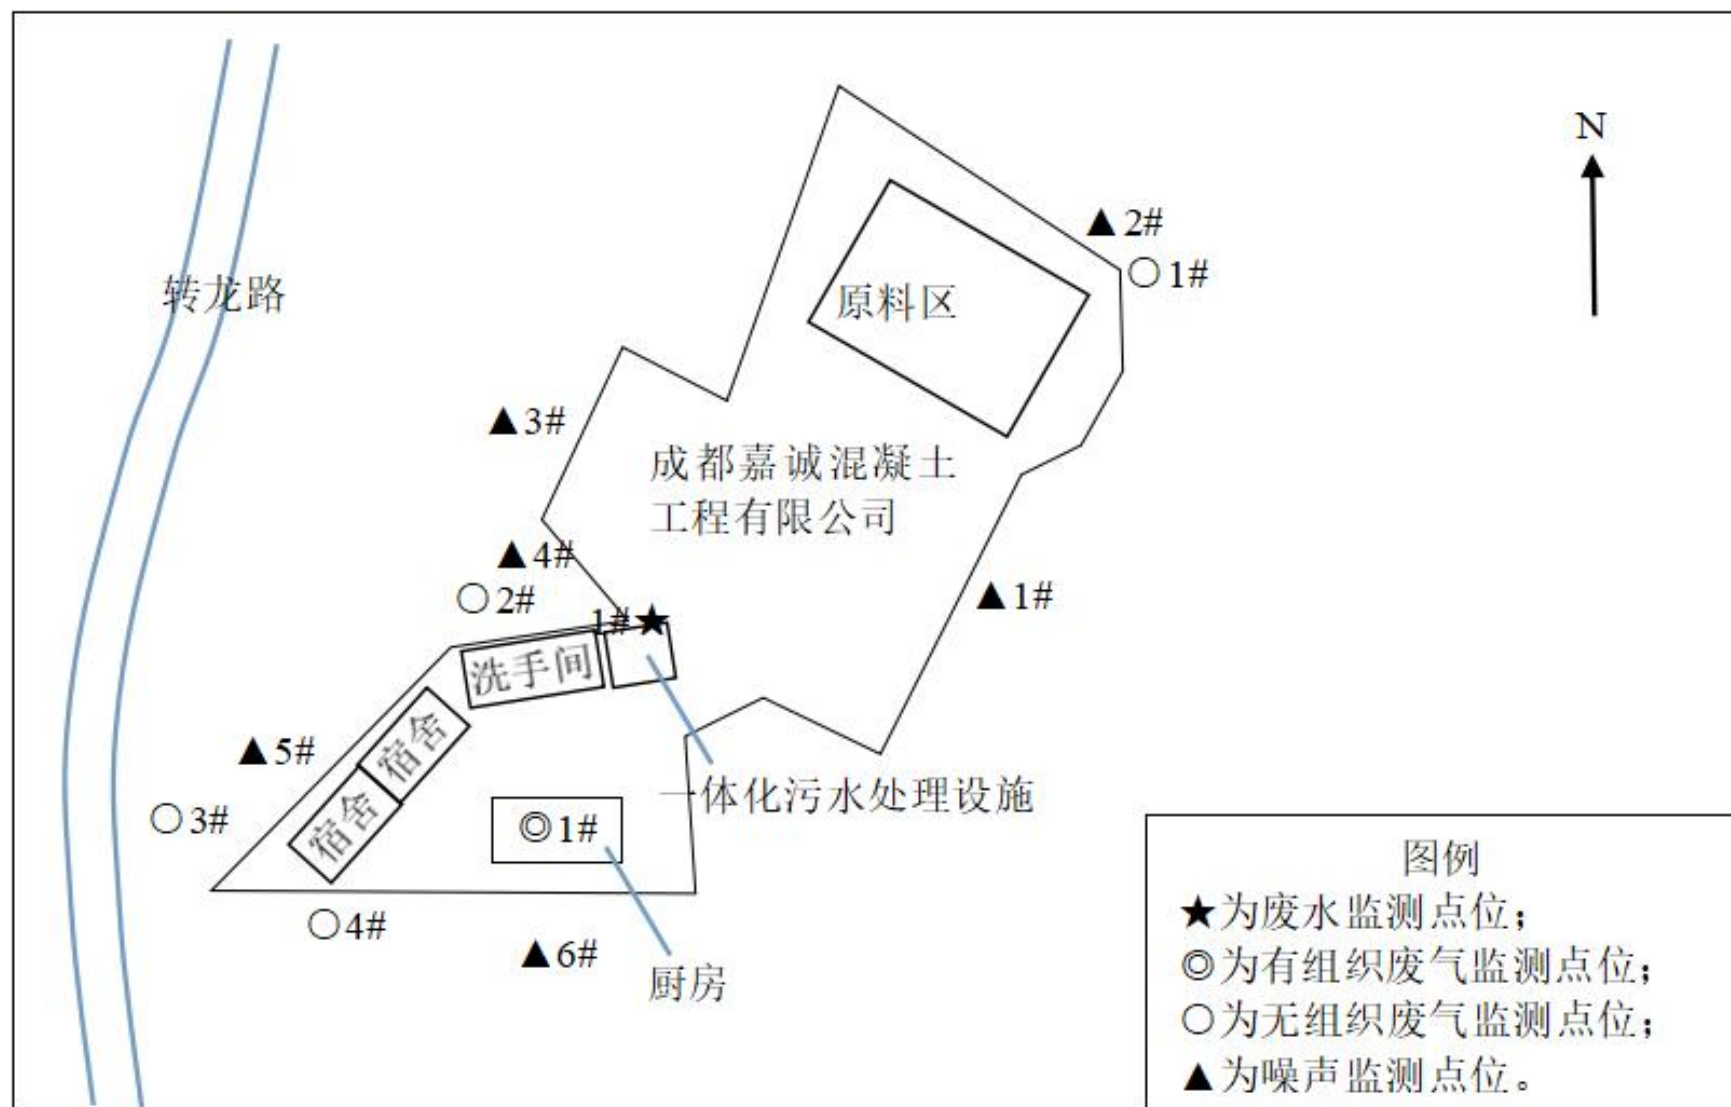 N
▲2#
○1#
转龙路
原料区
▲3#
成都嘉诚混凝土
工程有限公司
▲4#
○2#
1#★
▲1#
洗手间
宿舍
▲5#
宿舍
○3#
一体化污水处理设施
◎1#
○4#
▲6#
厨房
图例
★为废水监测点位；
◎为有组织废气监测点位；
○为无组织废气监测点位；
▲为噪声监测点位。